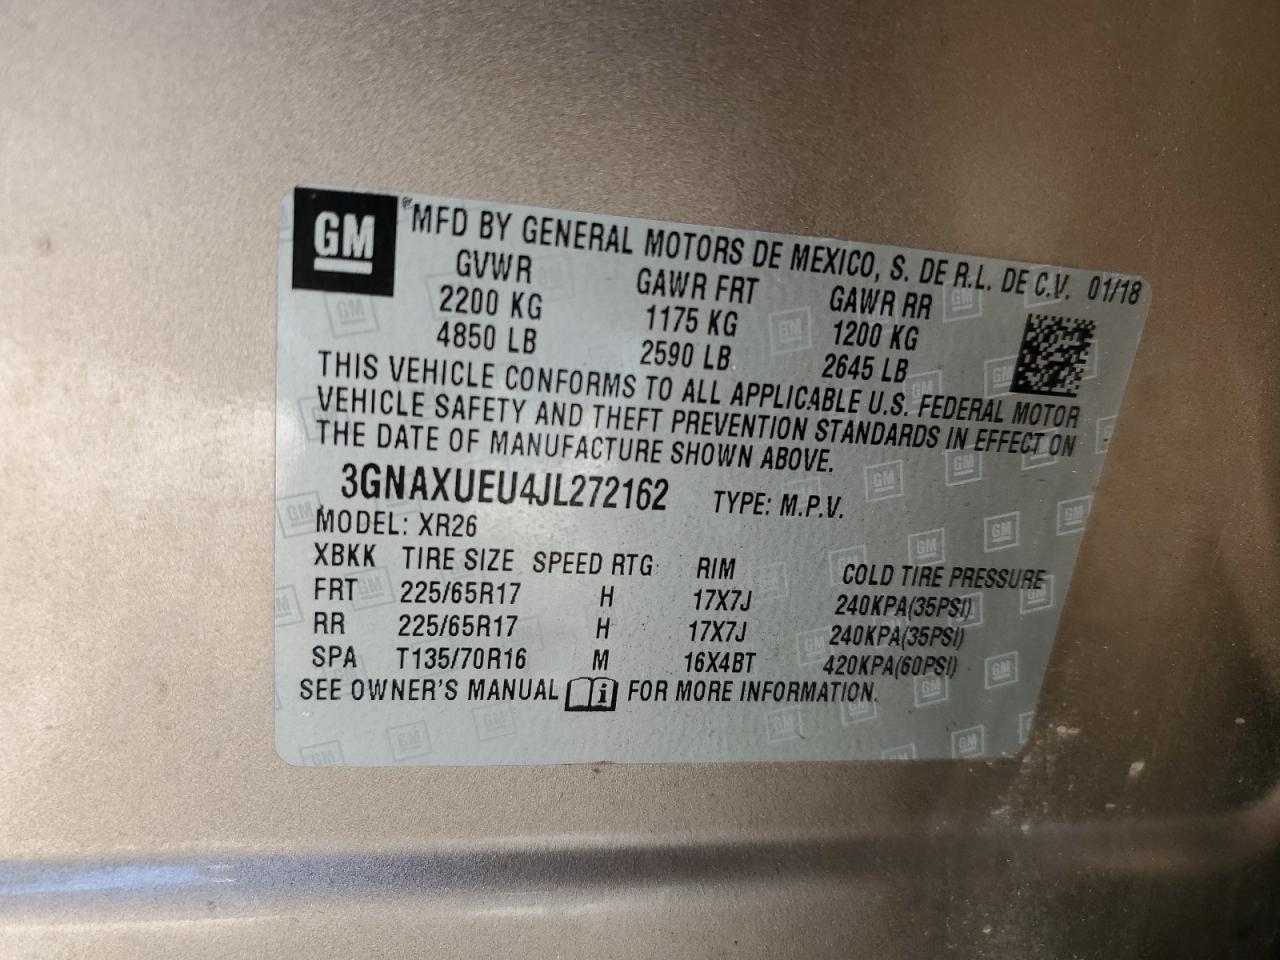 GM ® MFD BY GENERAL MOTORS DE MEXICO, S. DE R.L. DE C.V. 01/18
GVWR GAWR FRT GAWR RR
2200 KG 1175 KG 1200 KG
4850 LB 2590 LB 2645 LB
THIS VEHICLE CONFORMS TO ALL APPLICABLE U.S. FEDERAL MOTOR
VEHICLE SAFETY AND THEFT PREVENTION STANDARDS IN EFFECT ON
THE DATE OF MANUFACTURE SHOWN ABOVE.
3GNAXUEU4JL272162 TYPE: M.P.V.
MODEL: XR26
XBKK TIRE SIZE SPEED RTG RIM COLD TIRE PRESSURE
FRT 225/65R17 H 17X7J 240KPA(35PSI)
RR 225/65R17 H 17X7J 240KPA(35PSI)
SPA T135/70R16 M 16X4BT 420KPA(60PSI)
SEE OWNER'S MANUAL i FOR MORE INFORMATION.